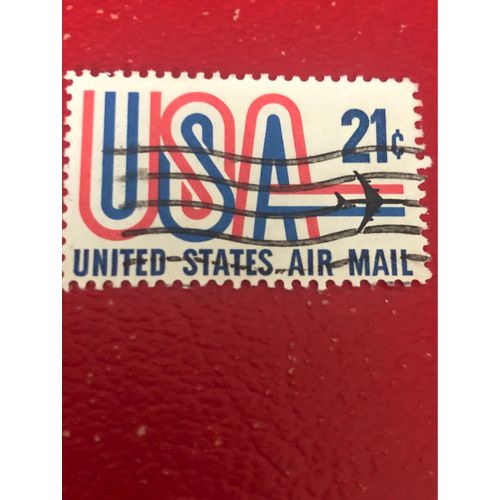 USA
21¢
UNITED STATES AIR MAIL